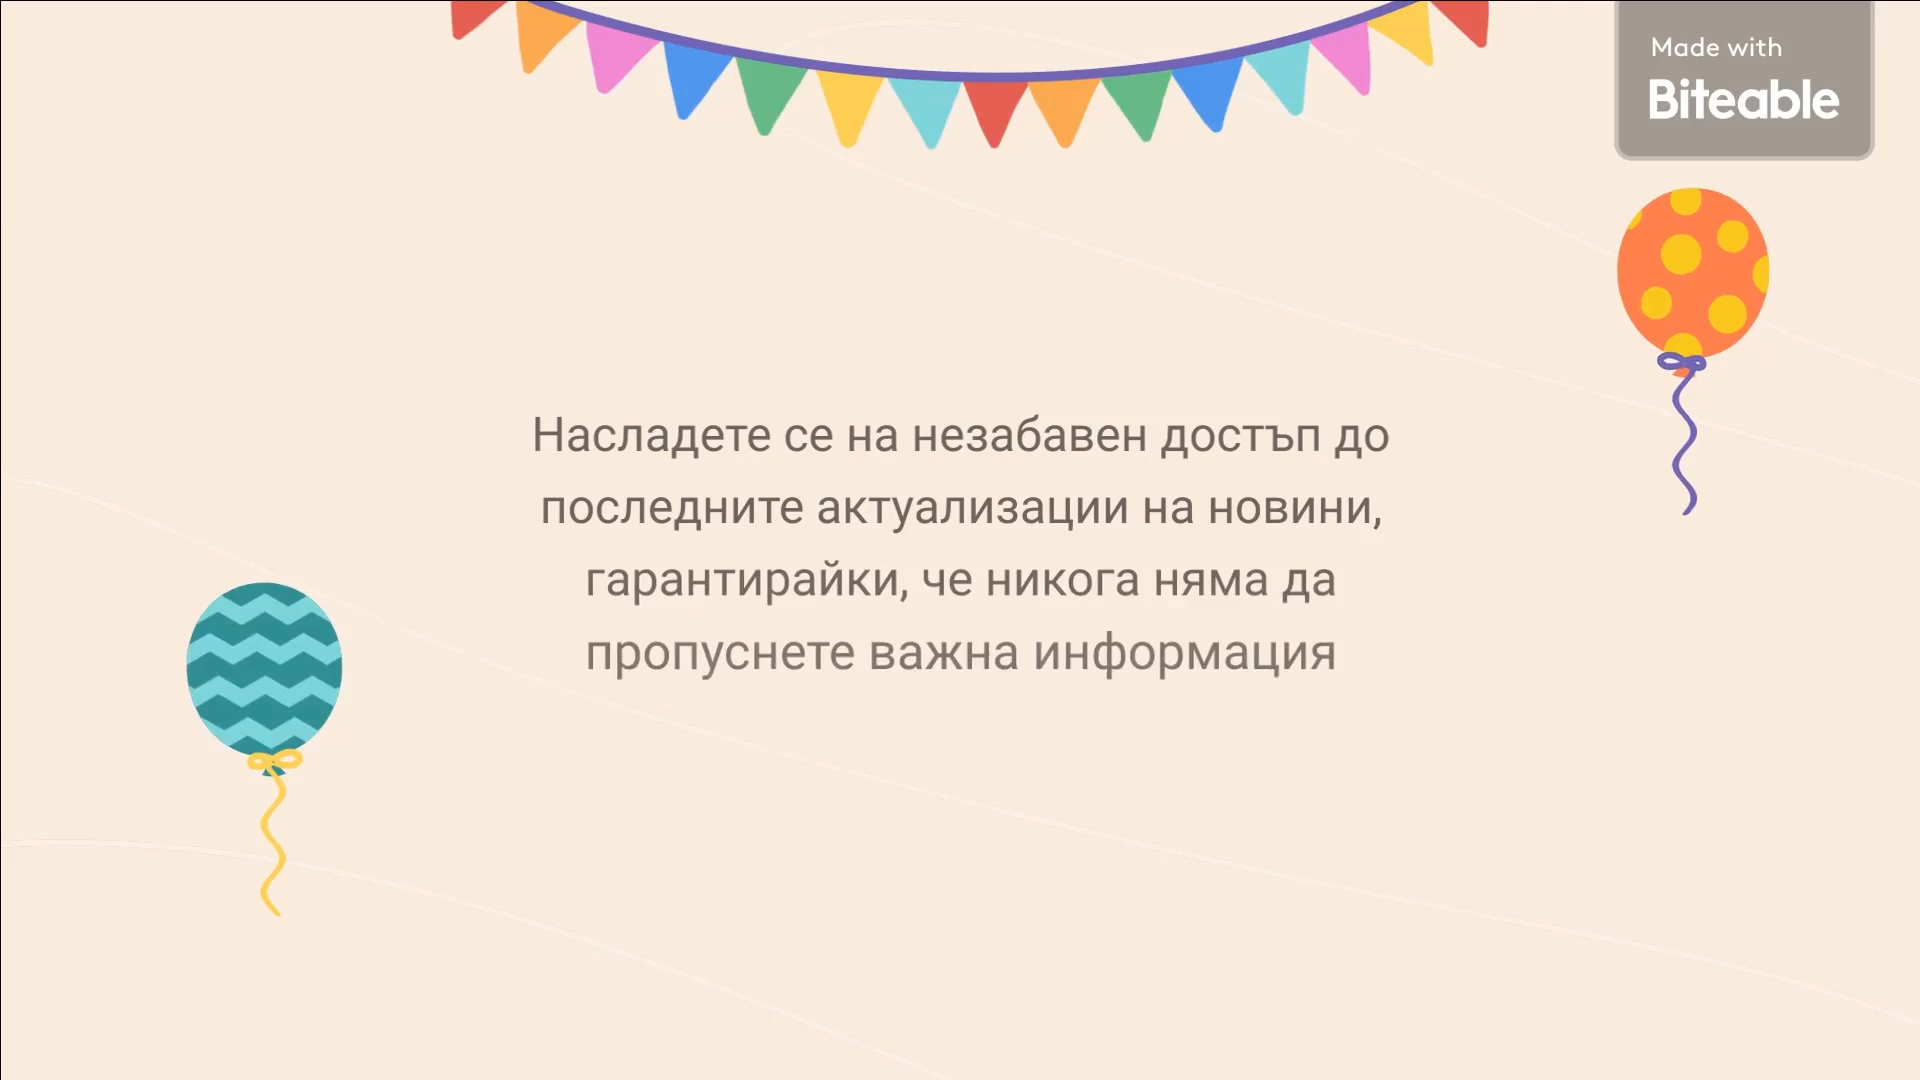 Made with
Biteable
Насладете се на незабавен достъп до
последните актуализации на новини,
гарантирайки, че никога няма да
пропуснете важна информация